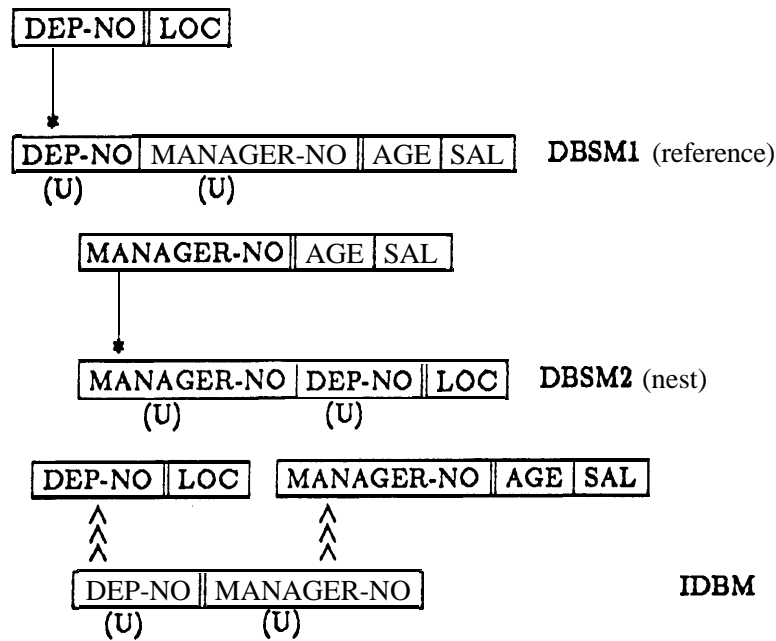 DEP-NO LOC
*
DEP-NO MANAGER-NO AGE SAL DBSM1 (reference)
(U) (U)
MANAGER-NO AGE SAL
*
MANAGER-NO DEP-NO LOC DBSM2 (nest)
(U) (U)
DEP-NO LOC MANAGER-NO AGE SAL
DEP-NO MANAGER-NO IDBM
(U) (U)